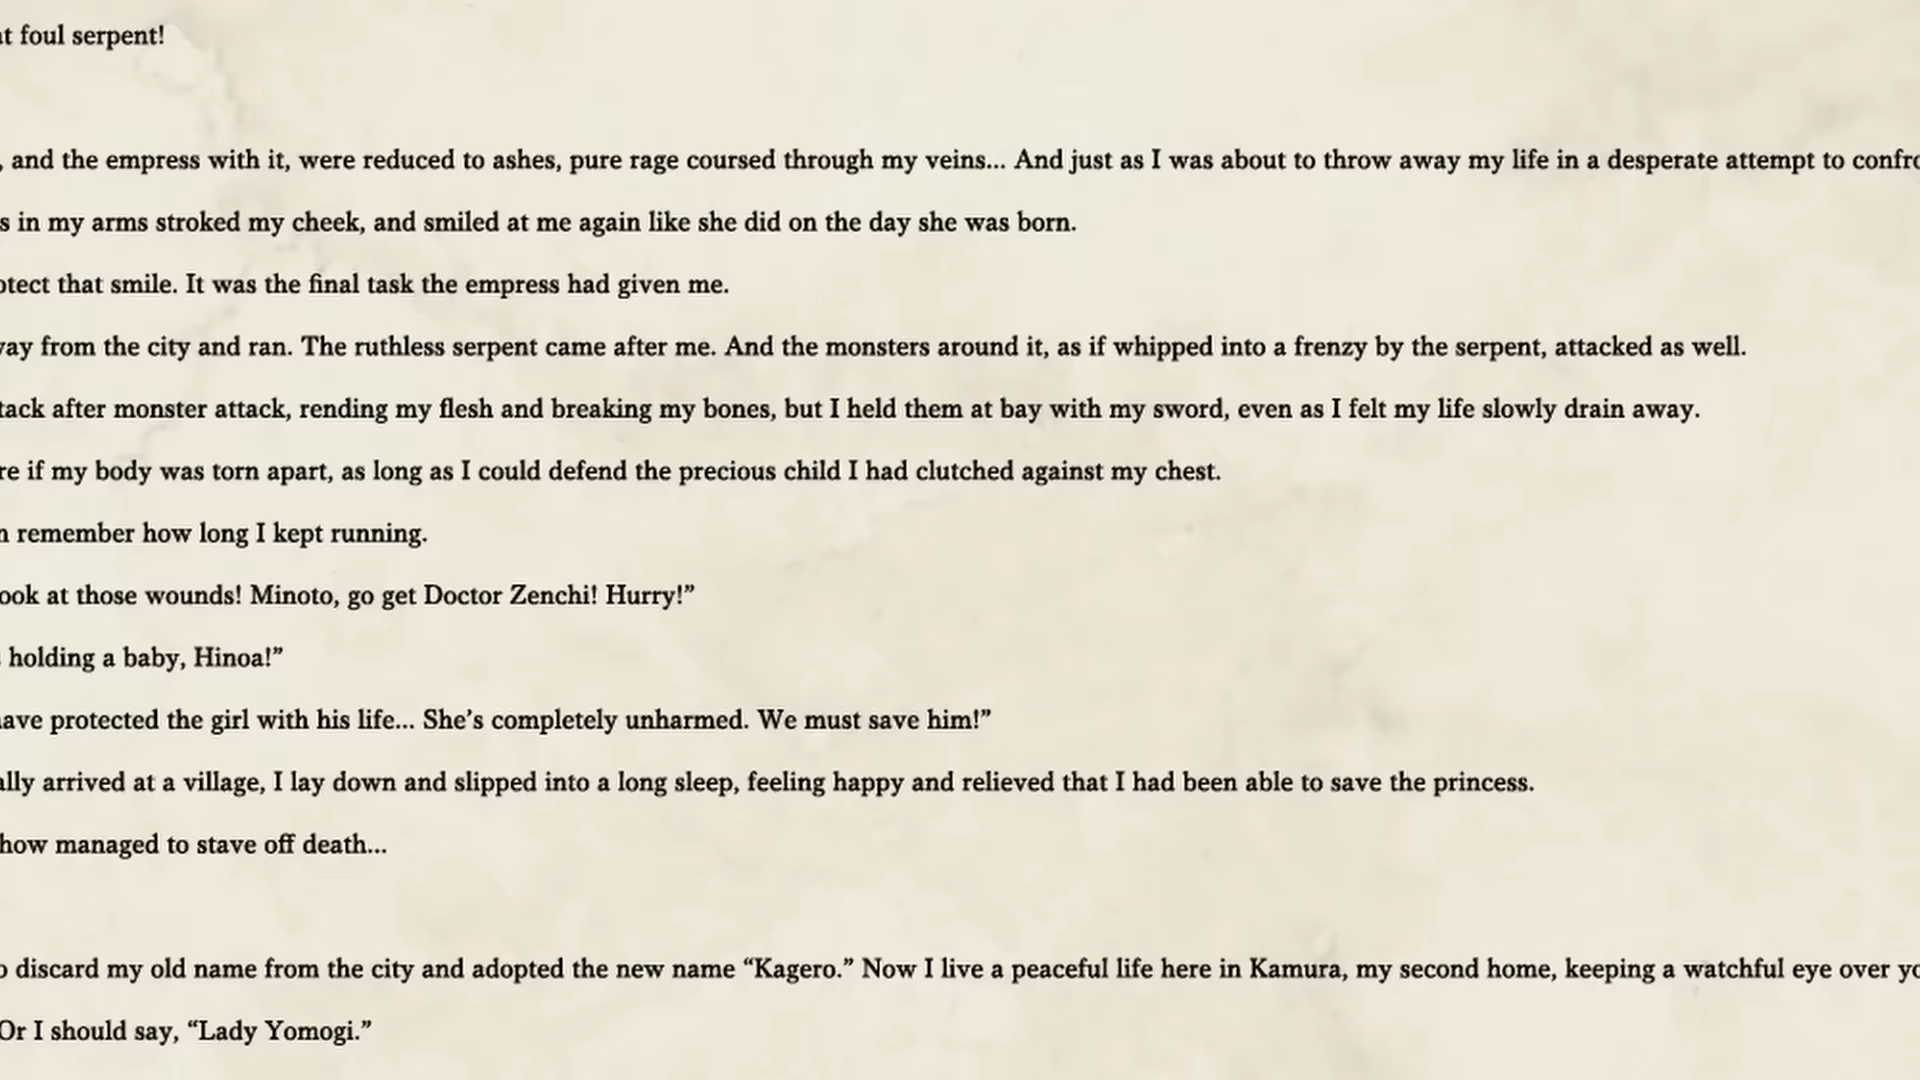 foul serpent!
, and the empress with it, were reduced to ashes, pure rage coursed through my veins... And just as I was about to throw away my life in a desperate attempt to
in my arms stroked my cheek, and smiled at me again like she did on the day she was born.
that smile. It was the final task the empress had given me.
from the city and ran. The ruthless serpent came after me. And the monsters around it, as if whipped into a frenzy by the serpent, attacked as well.
after monster attack, rending my flesh and breaking my bones, but I held them at bay with my sword, even as I felt my life slowly drain away.
if my body was torn apart, as long as I could defend the precious child I had clutched against my chest.
remember how long I kept running.
at those wounds! Minoto, go get Doctor Zenchi! Hurry!”
holding a baby, Hinoa!”
protected the girl with his life... She’s completely unharmed. We must save him!”
arrived at a village, I lay down and slipped into a long sleep, feeling happy and relieved that I had been able to save the princess.
managed to stave off death...
discard my old name from the city and adopted the new name “Kagero.” Now I live a peaceful life here in Kamura, my second home, keeping a watchful eye over
Or I should say, “Lady Yomogi.”